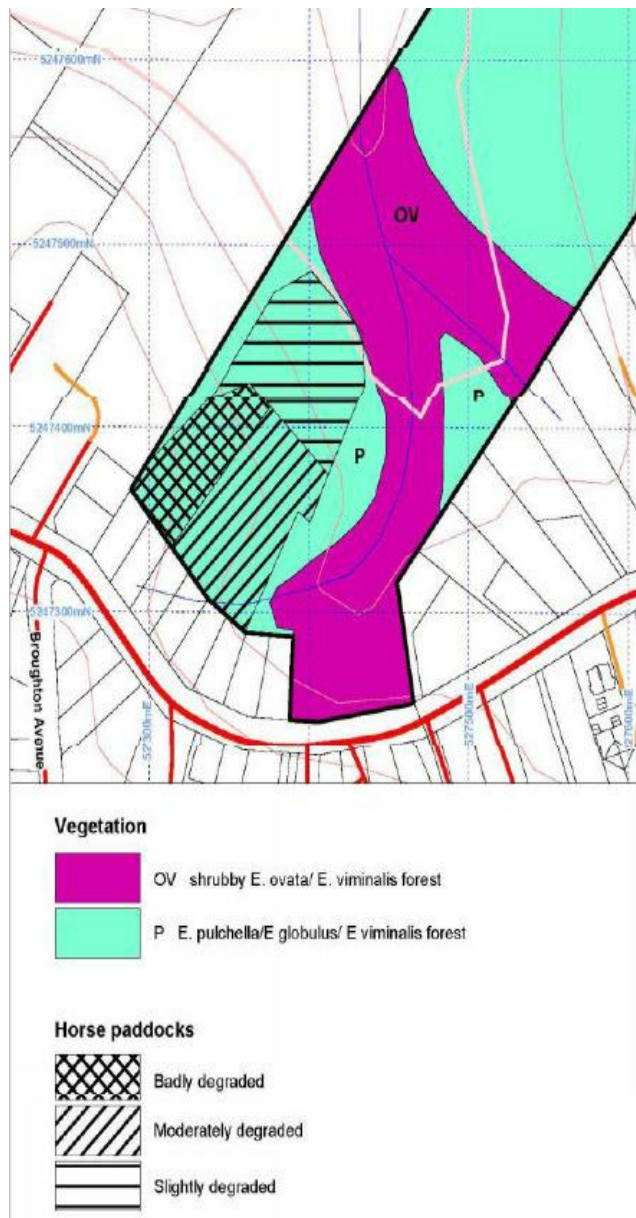 5247600mN
OV
5247500mN
P
5247400mN
P
5247300mN
Broughton Avenue
527500mE
Vegetation
OV shrubby E. ovata/ E. viminalis forest
P E. pulchella/E globulus/ E viminalis forest
Horse paddocks
Badly degraded
Moderately degraded
Slightly degraded